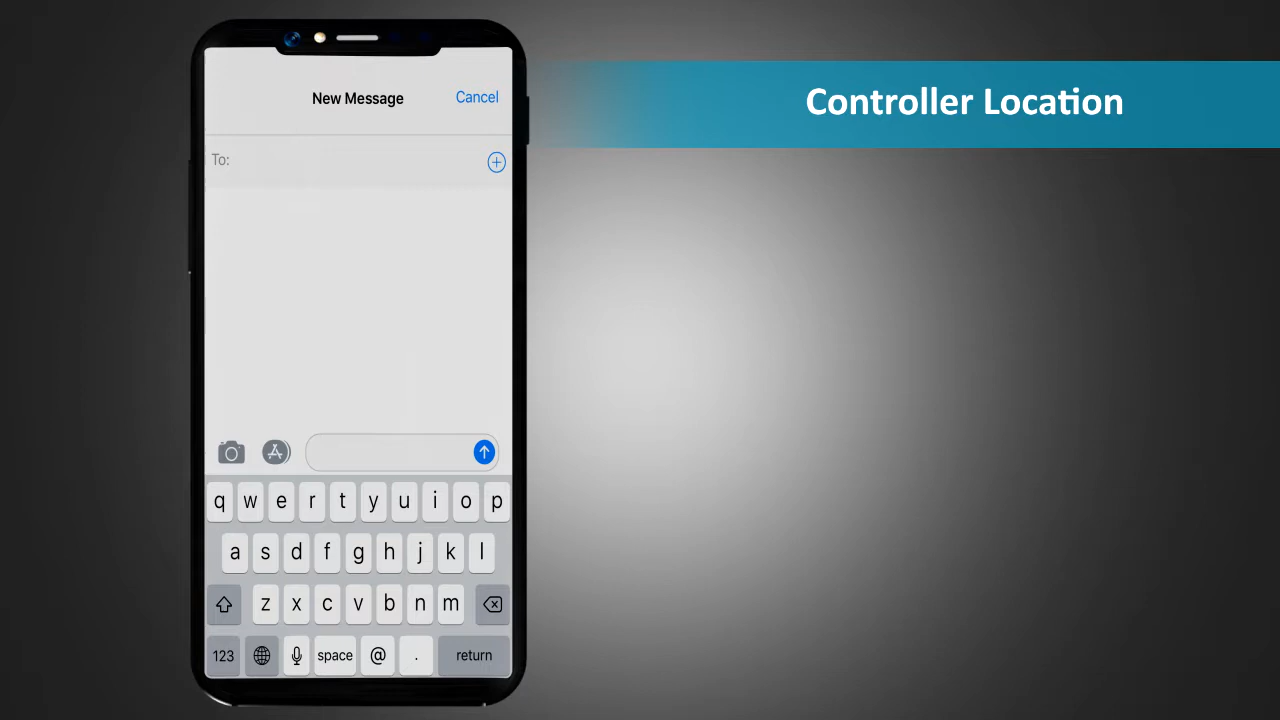 Controller Location
New Message
Cancel
To:
q w e r t y u i o p
a s d f g h j k l
z x c v b n m
123 space @ . return